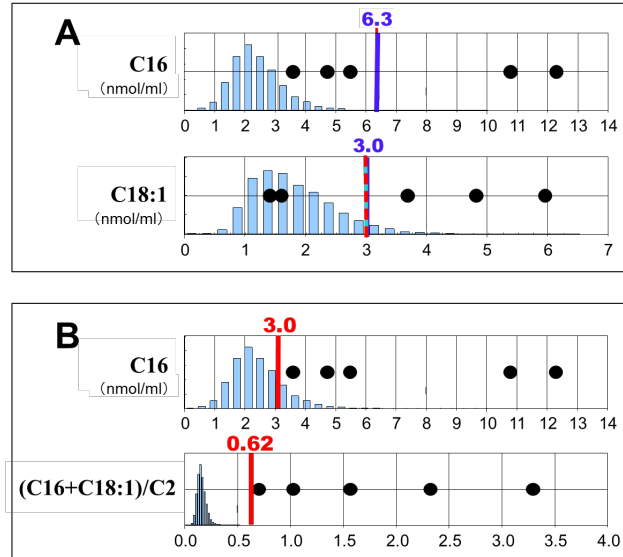 A
6.3
C16
（nmol/ml）
0 1 2 3 4 5 6 7 8 9 10 11 12 13 14
3.0
C18:1
（nmol/ml）
0 1 2 3 4 5 6 7
B
3.0
C16
（nmol/ml）
0 1 2 3 4 5 6 7 8 9 10 11 12 13 14
0.62
(C16+C18:1)/C2
0.0 0.5 1.0 1.5 2.0 2.5 3.0 3.5 4.0